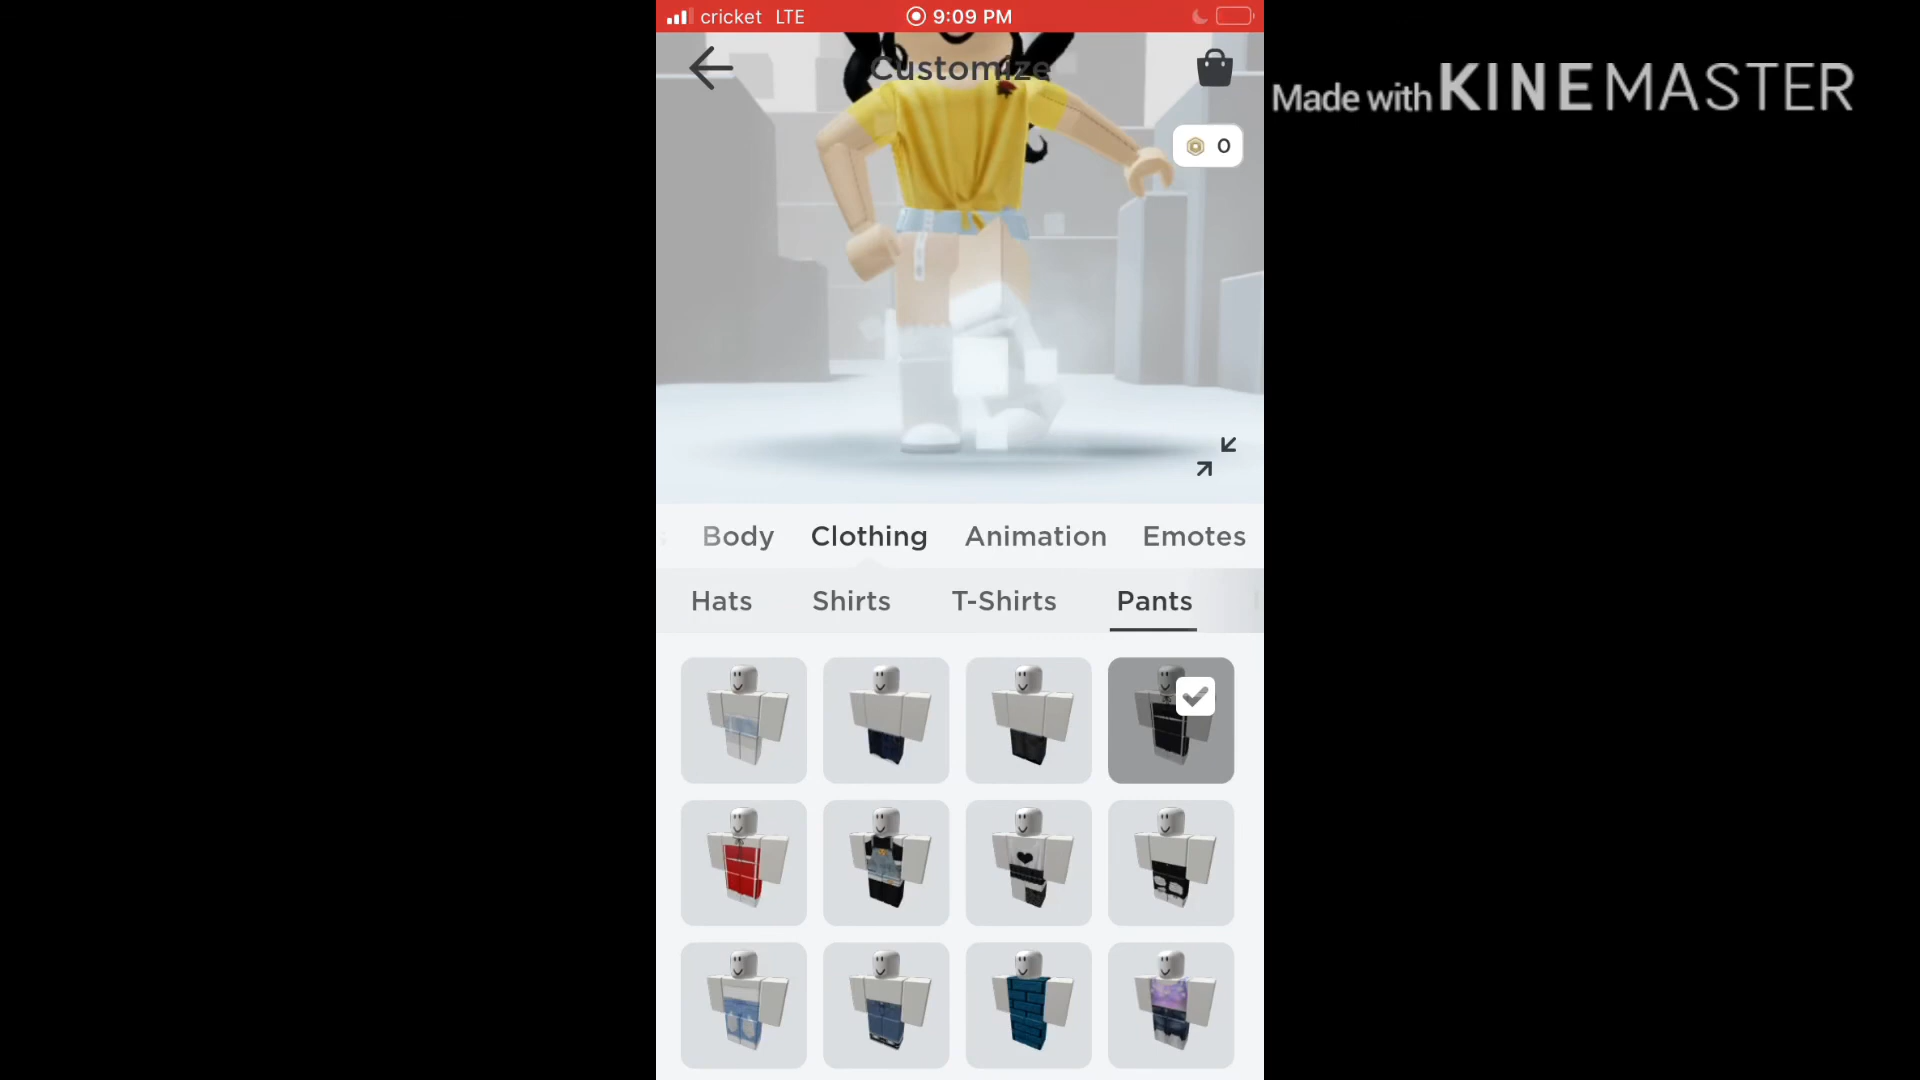 cricket LTE 9:09 PM
Customize
Made with KINEMASTER
0
Body Clothing Animation Emotes
Hats Shirts T-Shirts Pants